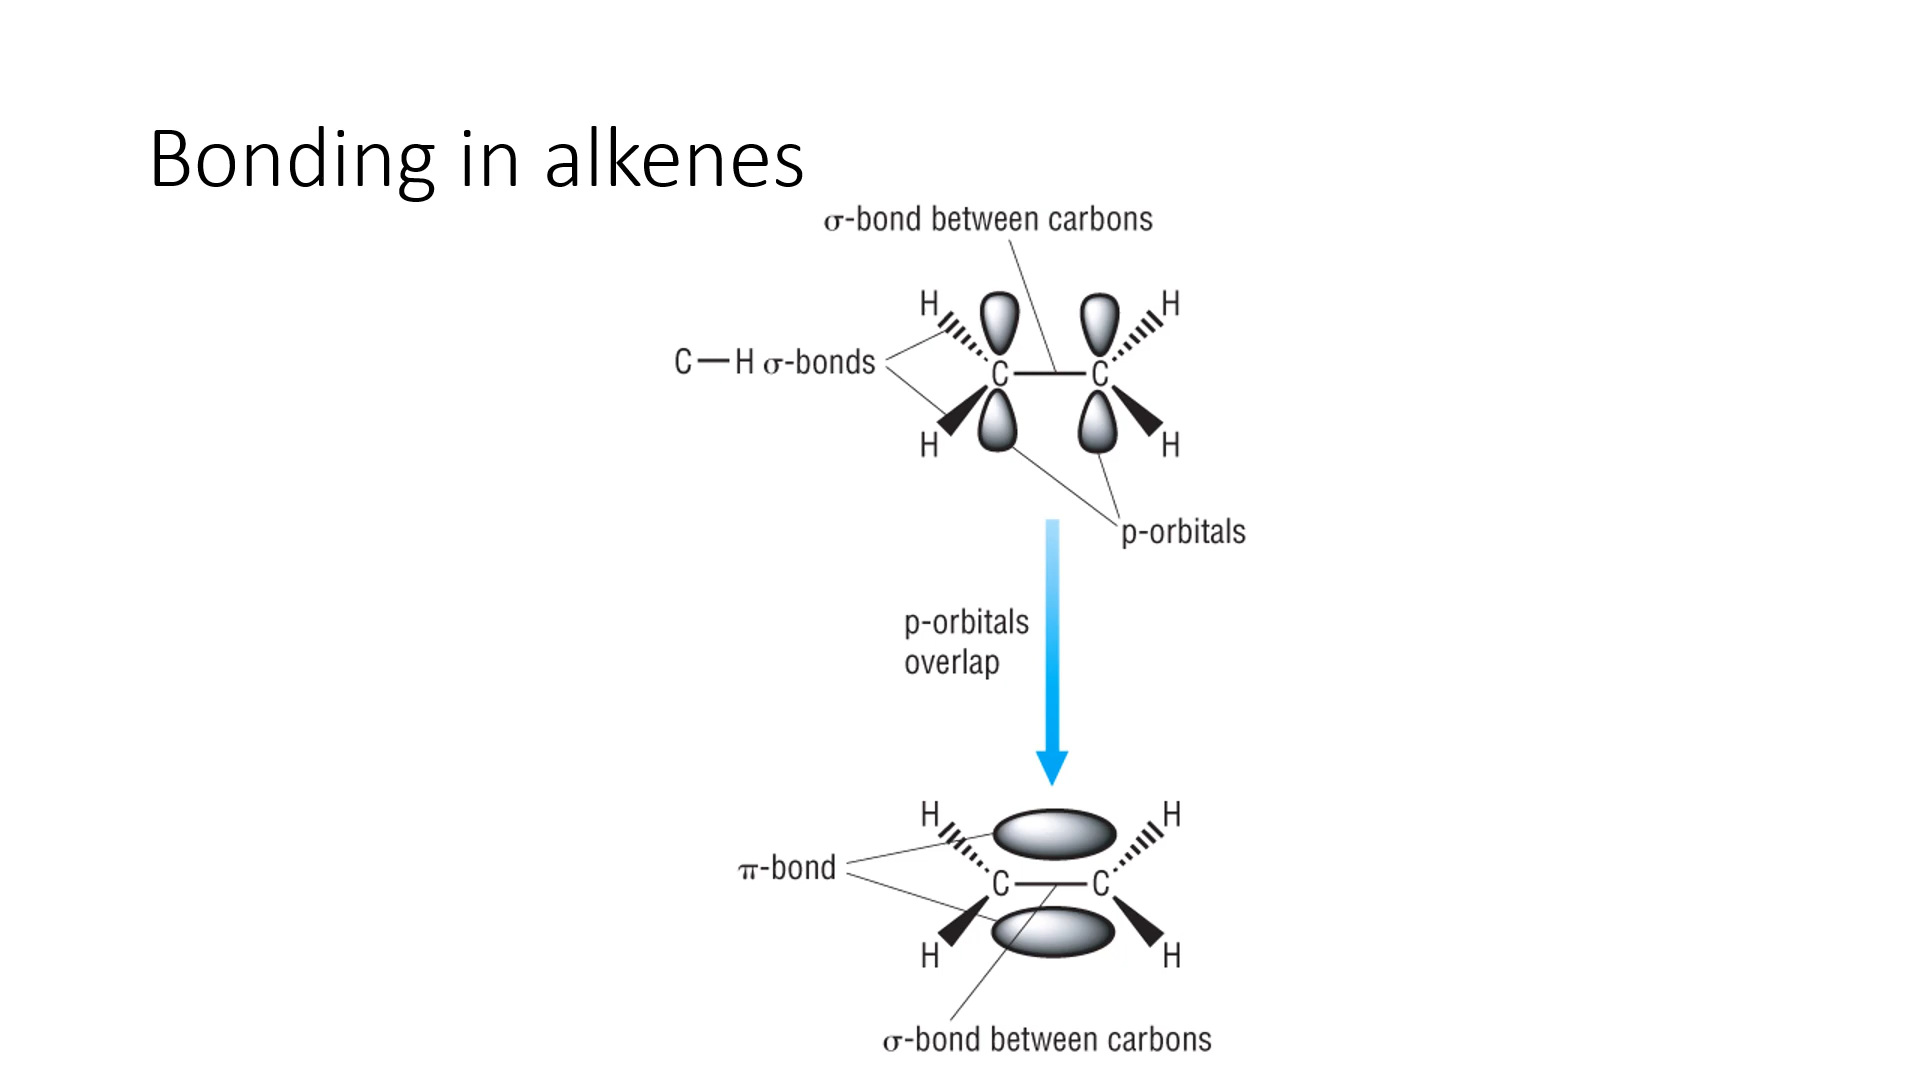 Bonding in alkenes
σ-bond between carbons
H H
C—H σ-bonds
C C
H H
p-orbitals
p-orbitals
overlap
H H
π-bond
C C
H H
σ-bond between carbons